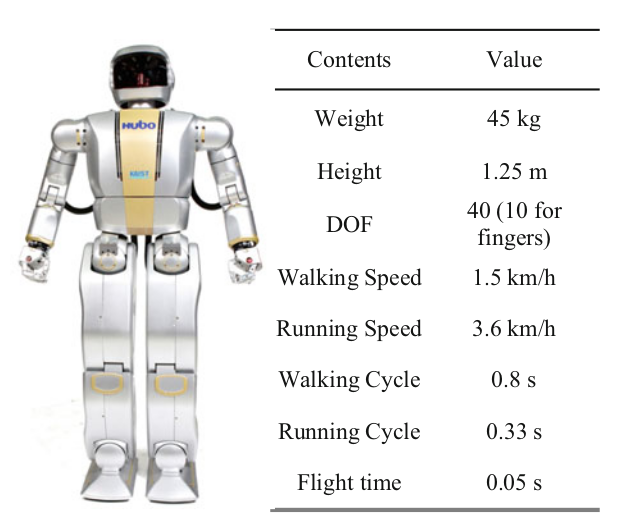 HUBO
KAIST
Contents Value
Weight 45 kg
Height 1.25 m
DOF 40 (10 for
fingers)
Walking Speed 1.5 km/h
Running Speed 3.6 km/h
Walking Cycle 0.8 s
Running Cycle 0.33 s
Flight time 0.05 s